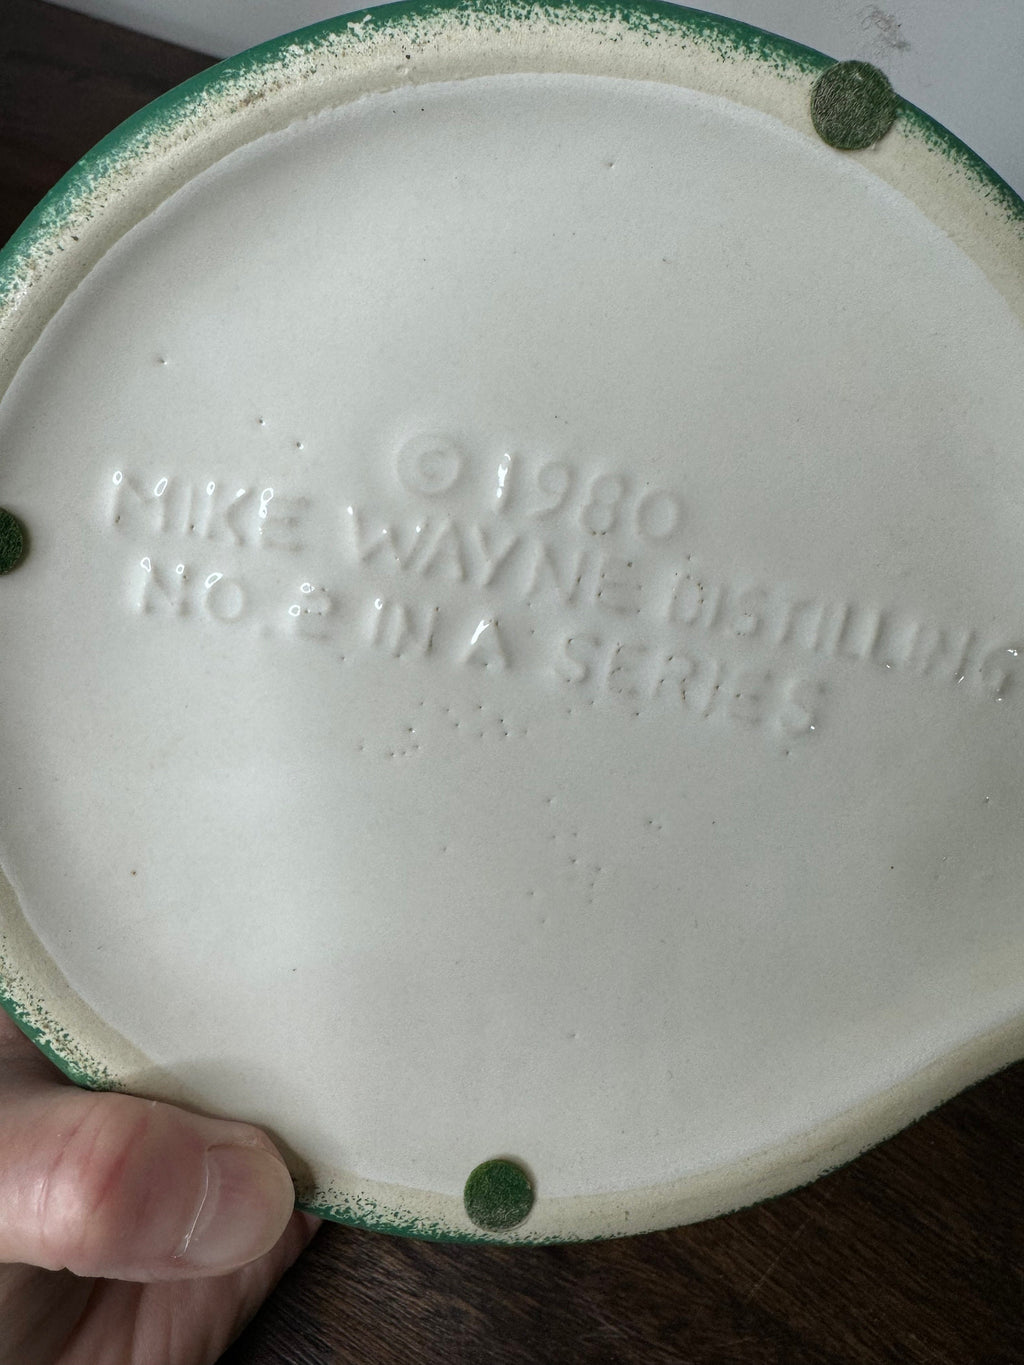 © 1980
MIKE WAYNE DISTILLING
NO. 2 IN A SERIES